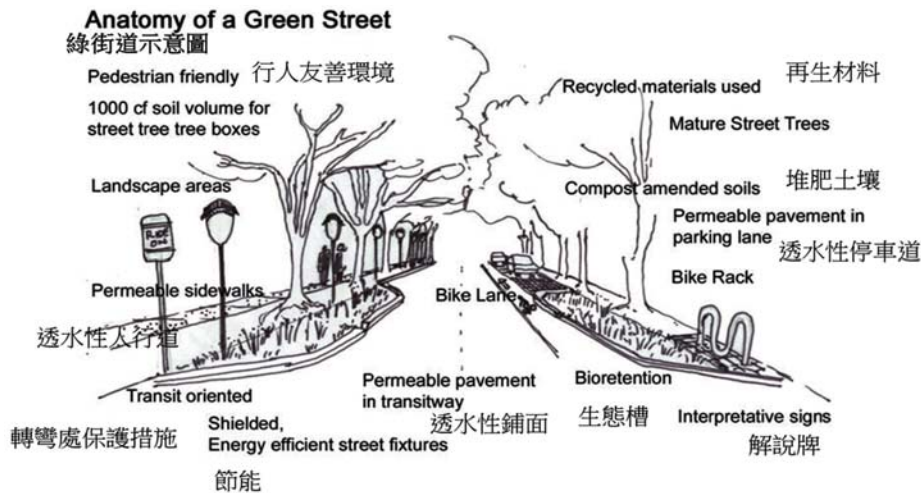 Anatomy of a Green Street
綠街道示意圖
Pedestrian friendly 行人友善環境
1000 cf soil volume for
street tree tree boxes
Landscape areas
RIDE
ON
Permeable sidewalks
透水性人行道
Transit oriented
轉彎處保護措施
Shielded,
Energy efficient street fixtures
節能
Bike Lane
Permeable pavement
in transitway
透水性鋪面
Recycled materials used 再生材料
Mature Street Trees
Compost amended soils 堆肥土壤
Permeable pavement in
parking lane
透水性停車道
Bike Rack
Bioretention
生態槽
Interpretative signs
解說牌